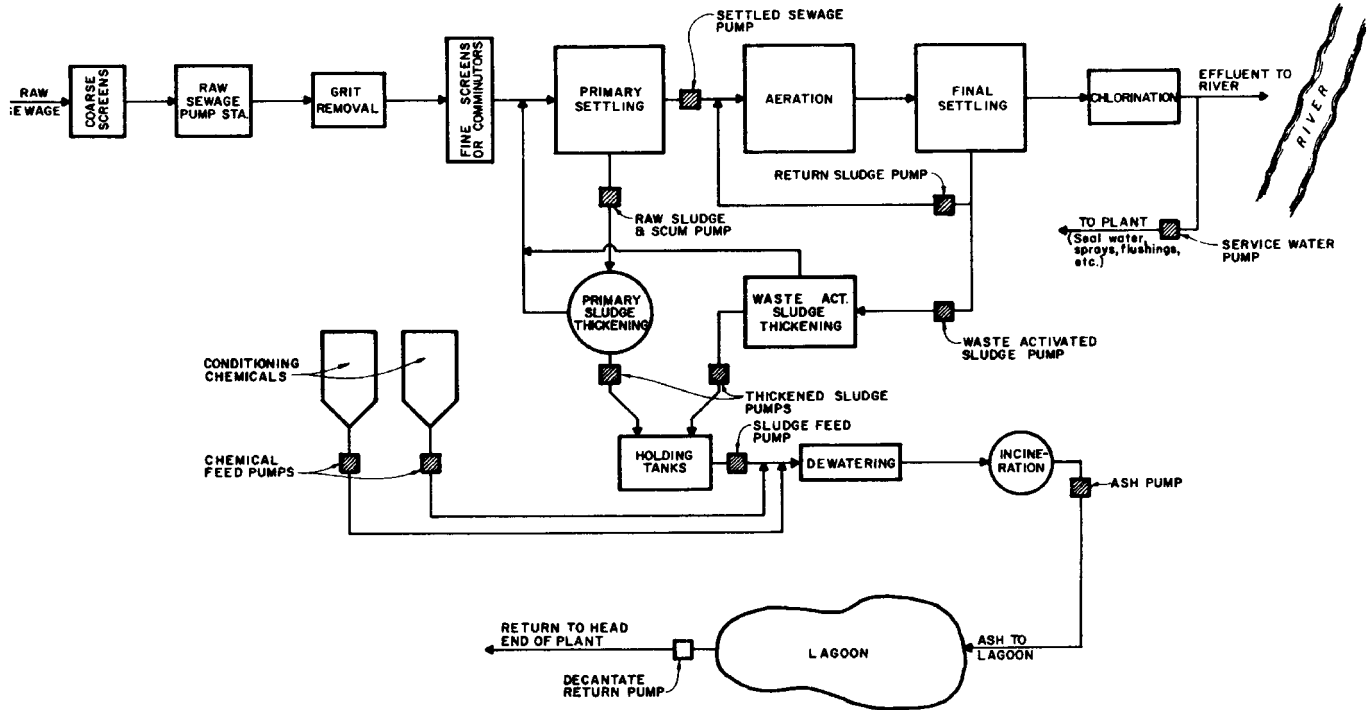 RAW
SEWAGE
COARSE
SCREENS
RAW
SEWAGE
PUMP STA.
GRIT
REMOVAL
FINE SCREENS
OR COMMINUTORS
PRIMARY
SETTLING
SETTLED SEWAGE
PUMP
AERATION
FINAL
SETTLING
CHLORINATION
EFFLUENT TO
RIVER
RIVER
RETURN SLUDGE PUMP
RAW SLUDGE
& SCUM PUMP
TO PLANT
(Seal water,
sprays, flushings,
etc.)
SERVICE WATER
PUMP
PRIMARY
SLUDGE
THICKENING
WASTE ACT.
SLUDGE
THICKENING
WASTE ACTIVATED
SLUDGE PUMP
CONDITIONING
CHEMICALS
THICKENED SLUDGE
PUMPS
SLUDGE FEED
PUMP
CHEMICAL
FEED PUMPS
HOLDING
TANKS
DEWATERING
INCINE-
RATION
ASH PUMP
RETURN TO HEAD
END OF PLANT
LAGOON
ASH TO
LAGOON
DECANTATE
RETURN PUMP